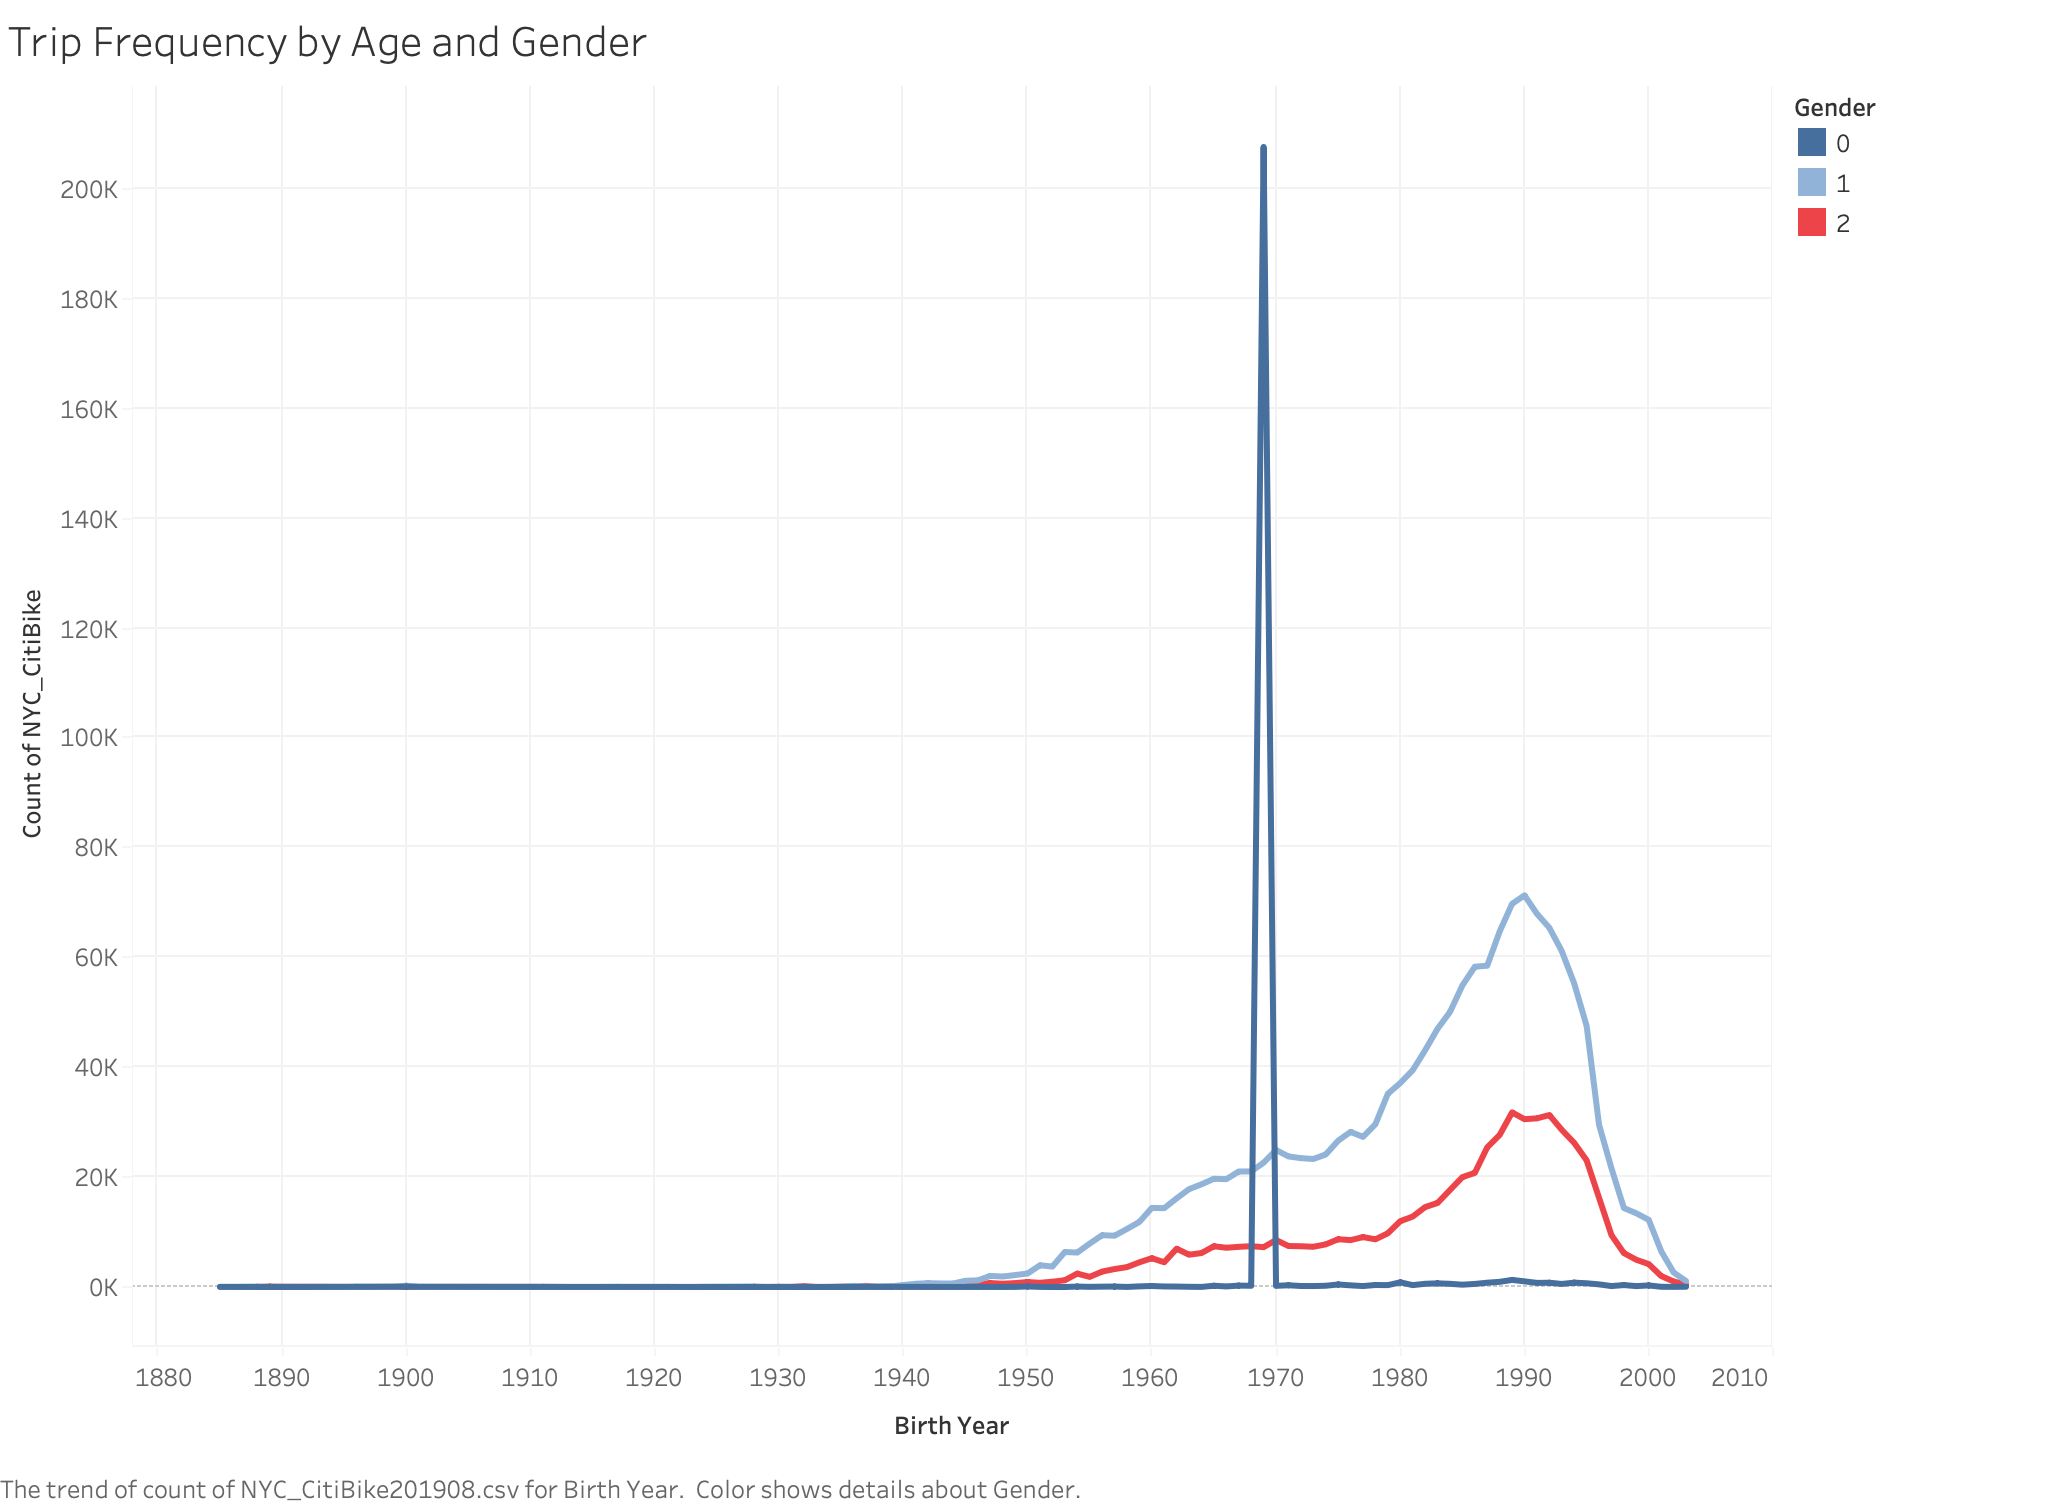 Trip Frequency by Age and Gender
Gender
0
1
2
200K
180K
160K
140K
120K
100K
80K
60K
40K
20K
0K
Count of NYC_CitiBike
1880 1890 1900 1910 1920 1930 1940 1950 1960 1970 1980 1990 2000 2010
Birth Year
The trend of count of NYC_CitiBike201908.csv for Birth Year.  Color shows details about Gender.